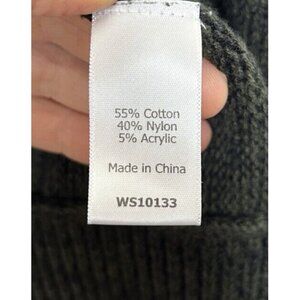 55% Cotton
40% Nylon
5% Acrylic
Made in China
WS10133